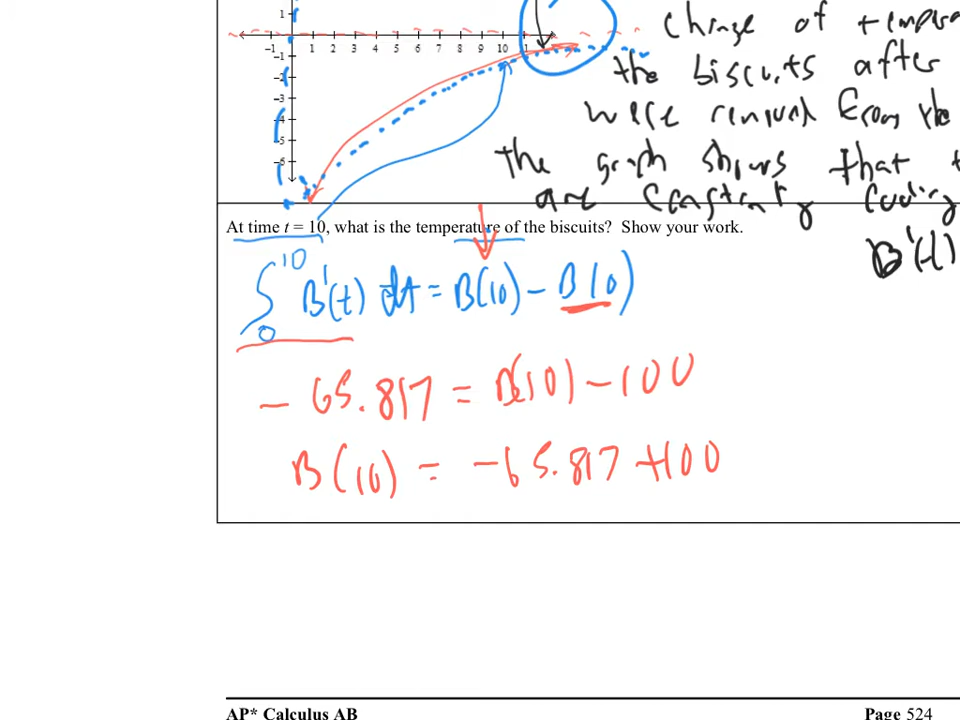 1
-1 1 2 3 4 5 6 7 8 9 10 1
-1
-2
-3
-4
-5
-6
change of
the biscuits after
were from the
the graph shows that
are constantly cooling
B'(t)
At time t = 10, what is the temperature of the biscuits? Show your work.
∫₀¹⁰ B'(t) dt = B(10) - B(0)
- 65.817 = B(10) - 100
B(10) = -65.817 + 100
AP* Calculus AB Page 524